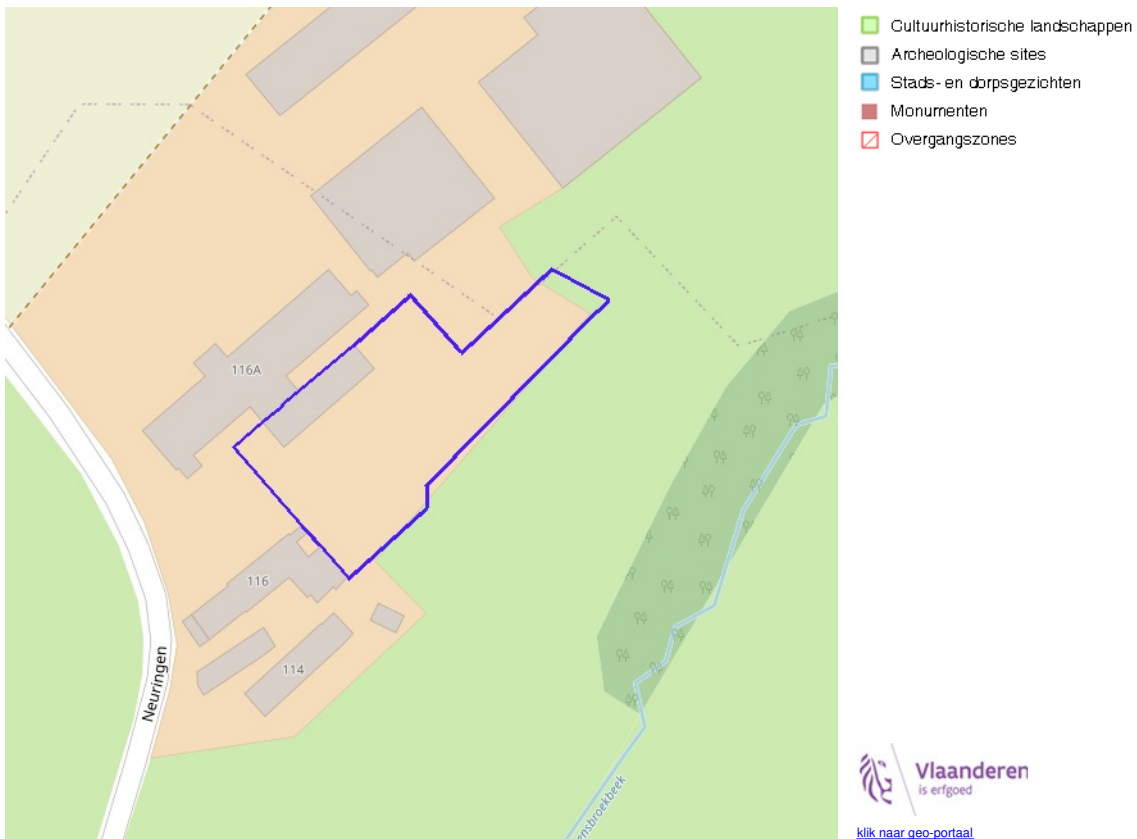 Cultuurhistorische landschappen
Archeologische sites
Stads- en dorpsgezichten
Monumenten
Overgangszones
116A
116
114
Neuringen
ensbroekbeek
Vlaanderen
is erfgoed
klik naar geo-portaal